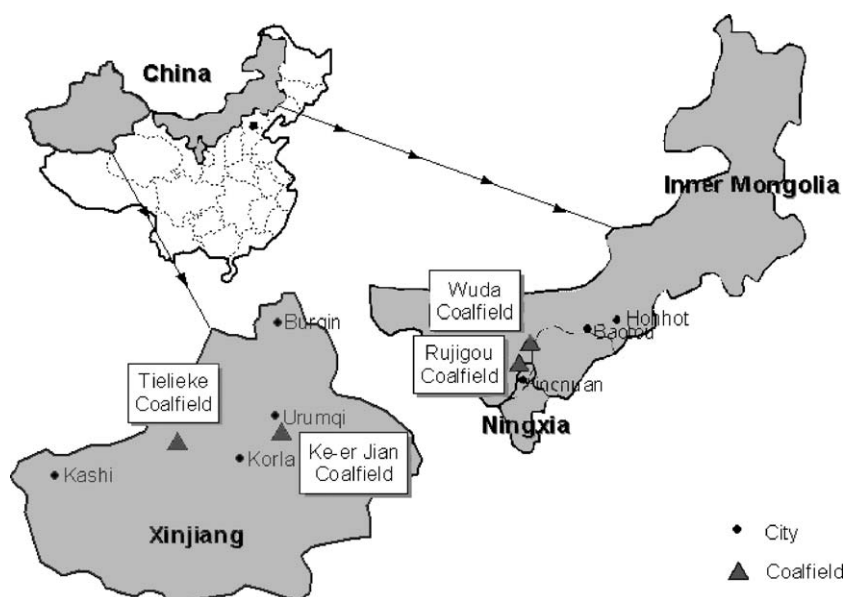 China
Inner Mongolia
Wuda
Coalfield
Hohhot
Baotou
Rujigou
Coalfield
Ningxia
Burqin
Tielieke
Coalfield
Urumqi
Ke-er Jian
Coalfield
Korla
Kashi
Xinjiang
City
Coalfield